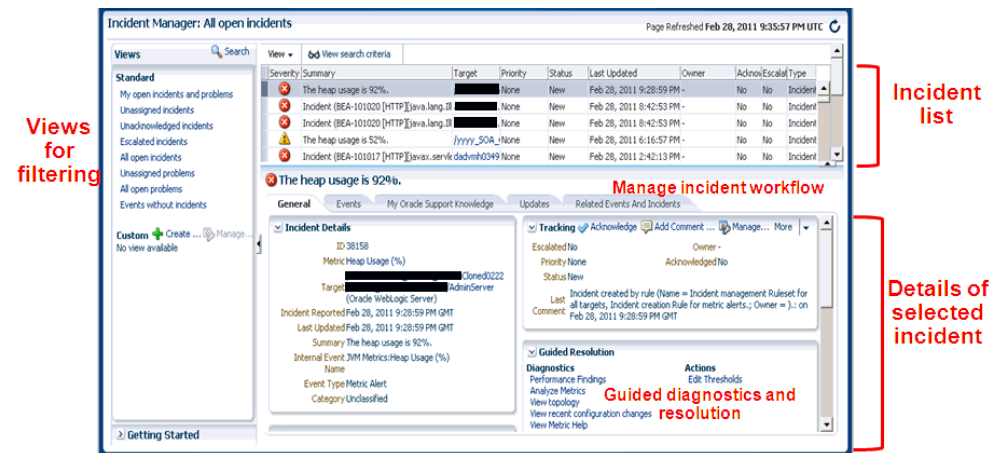 Incident Manager: All open incidents
Page Refreshed Feb 28, 2011 9:35:57 PM UTC
Views
Search
Standard
My open incidents and problems
Unassigned incidents
Unacknowledged incidents
Escalated incidents
All open incidents
Unassigned problems
All open problems
Events without incidents
Custom Create ... Manage...
No view available
Getting Started
Views
for
filtering
View View search criteria
Severity Summary Target Priority Status Last Updated Owner Acknov Escalat Type
The heap usage is 92%. None New Feb 28, 2011 9:28:59 PM - No No Incident
Incident (BEA-101020 [HTTP][java.lang.Ill None New Feb 28, 2011 8:42:53 PM - No No Incident
Incident (BEA-101020 [HTTP][java.lang.Ill None New Feb 28, 2011 8:42:53 PM - No No Incident
The heap usage is 52%. /yyyy_SOA_ None New Feb 28, 2011 6:16:57 PM - No No Incident
Incident (BEA-101017 [HTTP][javax.servle dadvmh0349 None New Feb 28, 2011 2:42:13 PM - No No Incident
Incident
list
The heap usage is 92%.
Manage incident workflow
General Events My Oracle Support Knowledge Updates Related Events And Incidents
Incident Details
ID 38158
Metric Heap Usage (%)
Target Cloned0222
/AdminServer
(Oracle WebLogic Server)
Incident Reported Feb 28, 2011 9:28:59 PM GMT
Last Updated Feb 28, 2011 9:28:59 PM GMT
Summary The heap usage is 92%.
Internal Event Name JVM Metrics:Heap Usage (%)
Event Type Metric Alert
Category Unclassified
Tracking Acknowledge Add Comment ... Manage... More
Escalated No Owner -
Priority None Acknowledged No
Status New
Last Comment Incident created by rule (Name = Incident management Ruleset for
all targets, Incident creation Rule for metric alerts.; Owner = ).: on
Feb 28, 2011 9:28:59 PM GMT
Guided Resolution
Diagnostics Actions
Performance Findings Edit Thresholds
Analyze Metrics
View topology
View recent configuration changes
View Metric Help
Guided diagnostics and
resolution
Details of
selected
incident